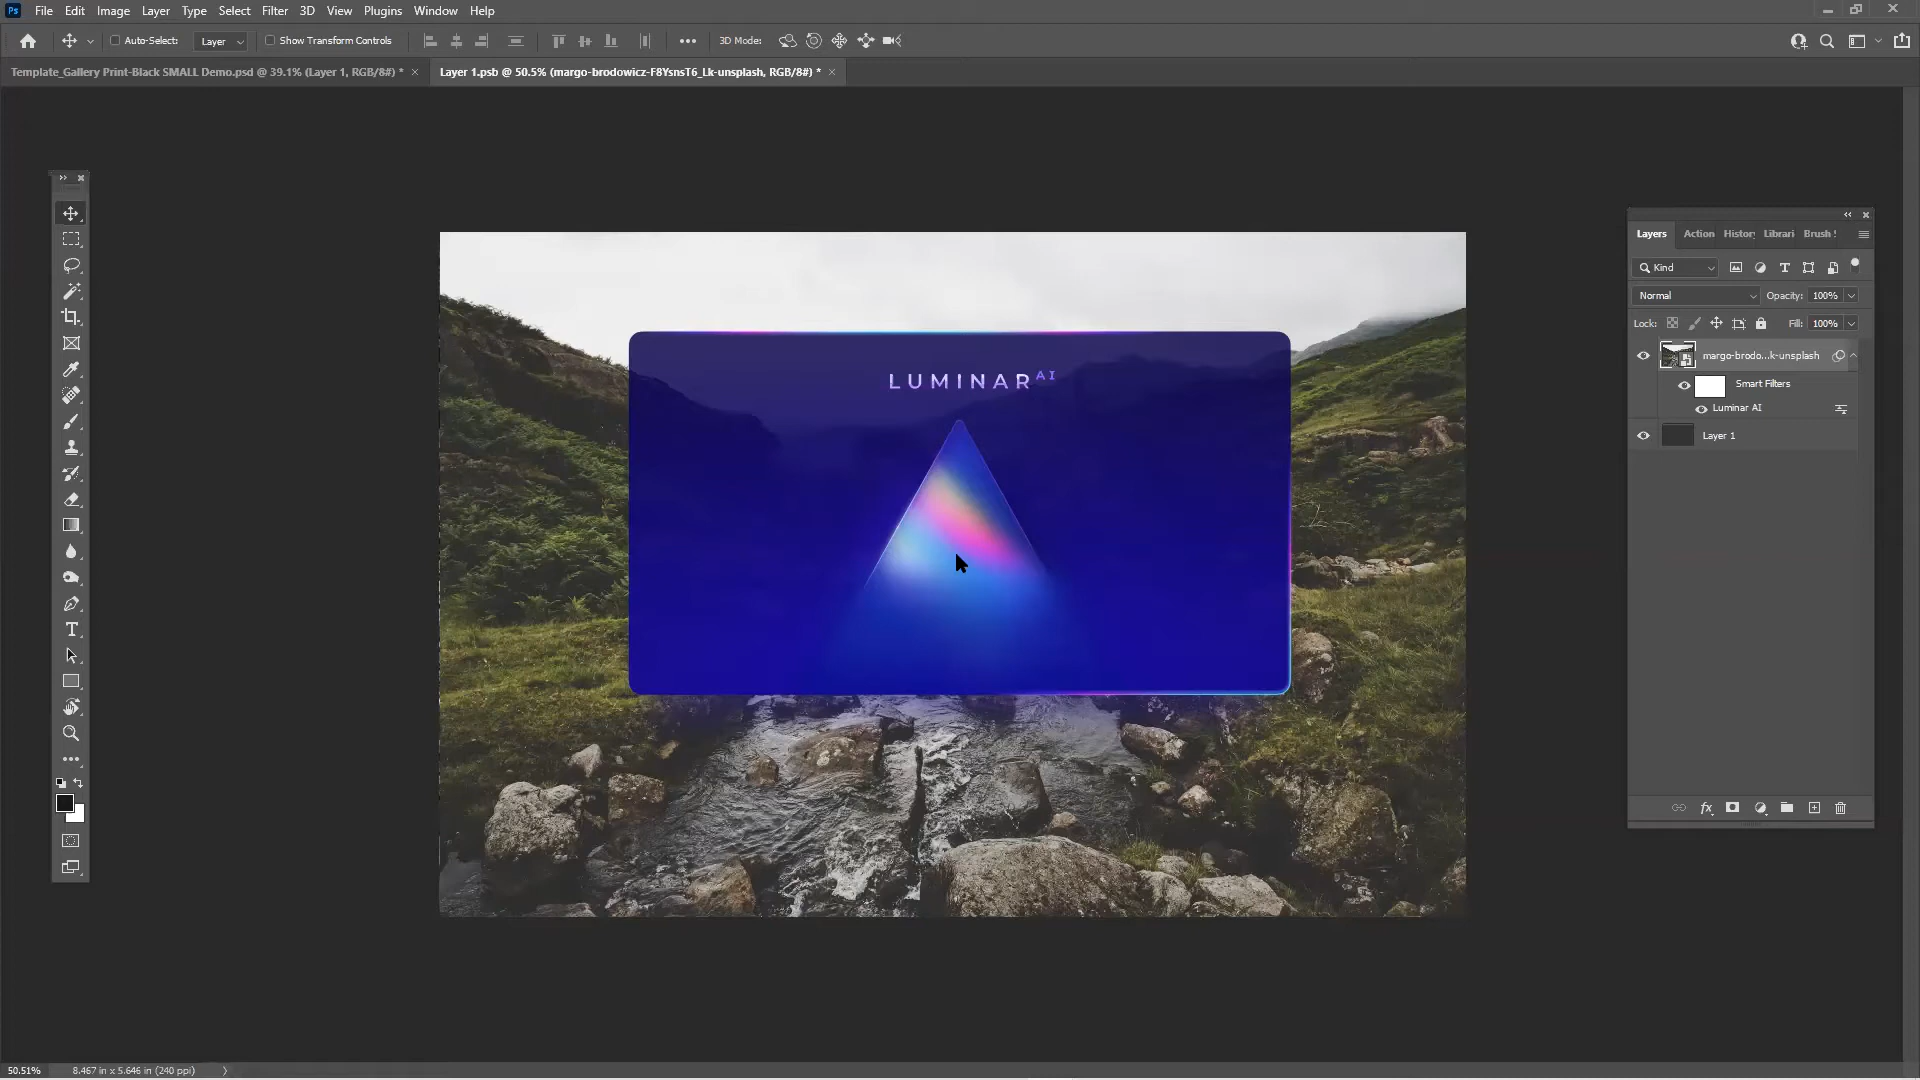 Ps File Edit Image Layer Type Select Filter 3D View Plugins Window Help
Auto-Select: Layer Show Transform Controls 3D Mode:
Template_Gallery Print-Black SMALL Demo.psd @ 39.1% (Layer 1, RGB/8#) * Layer 1.psb @ 50.5% (margo-brodowicz-F8YsnsT6_Lk-unsplash, RGB/8#) *
LUMINAR AI
Layers Action Histor Librari Brush
Kind
Normal Opacity: 100%
Lock: Fill: 100%
margo-brodo...k-unsplash
Smart Filters
Luminar AI
Layer 1
fx
50.51% 8.467 in x 5.646 in (240 ppi)